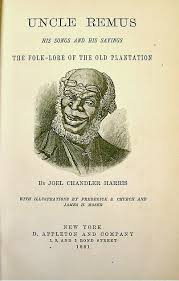 UNCLE REMUS
HIS SONGS AND HIS SAYINGS
THE FOLK-LORE OF THE OLD PLANTATION
By JOEL CHANDLER HARRIS
WITH ILLUSTRATIONS BY FREDERICK S. CHURCH AND
JAMES H. MOSER
NEW YORK
D. APPLETON AND COMPANY
1, 3, AND 5 BOND STREET
1881